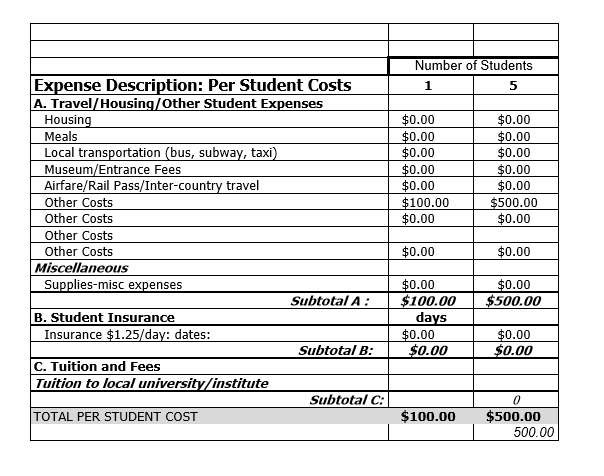 Number of Students
Expense Description: Per Student Costs 1 5
A. Travel/Housing/Other Student Expenses
Housing $0.00 $0.00
Meals $0.00 $0.00
Local transportation (bus, subway, taxi) $0.00 $0.00
Museum/Entrance Fees $0.00 $0.00
Airfare/Rail Pass/Inter-country travel $0.00 $0.00
Other Costs $100.00 $500.00
Other Costs $0.00 $0.00
Other Costs
Other Costs $0.00 $0.00
Miscellaneous
Supplies-misc expenses $0.00 $0.00
Subtotal A : $100.00 $500.00
B. Student Insurance days
Insurance $1.25/day: dates: $0.00 $0.00
Subtotal B: $0.00 $0.00
C. Tuition and Fees
Tuition to local university/institute
Subtotal C: 0
TOTAL PER STUDENT COST $100.00 $500.00
500.00